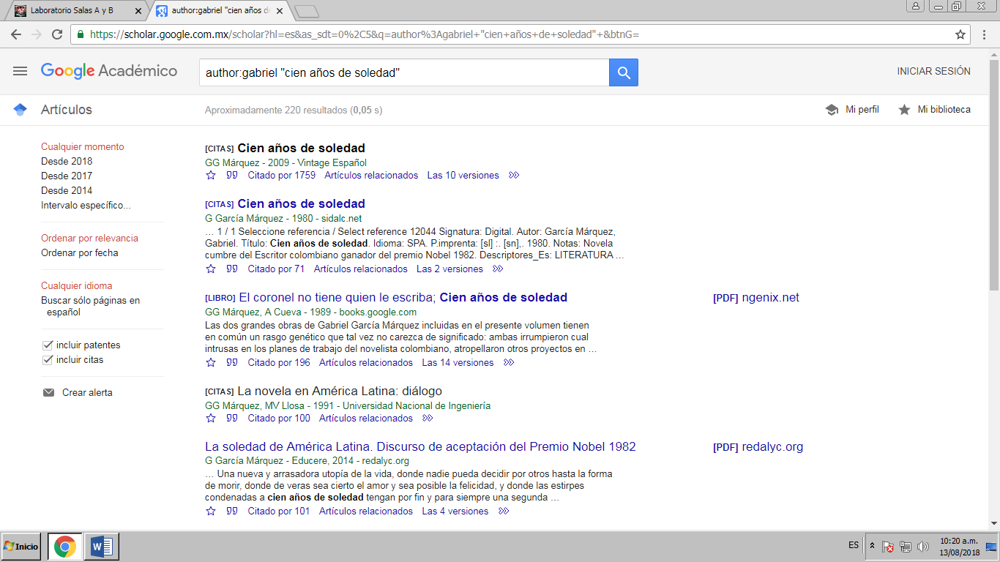 Laboratorio Salas A y B
author:gabriel "cien años de
https://scholar.google.com.mx/scholar?hl=es&as_sdt=0%2C5&q=author%3Agabriel+"cien+años+de+soledad"+&btnG=
Google Académico
author:gabriel "cien años de soledad"
INICIAR SESIÓN
Artículos
Aproximadamente 220 resultados (0,05 s)
Mi perfil
Mi biblioteca
Cualquier momento
Desde 2018
Desde 2017
Desde 2014
Intervalo específico...
Ordenar por relevancia
Ordenar por fecha
Cualquier idioma
Buscar sólo páginas en
español
incluir patentes
incluir citas
Crear alerta
[CITAS] Cien años de soledad
GG Márquez - 2009 - Vintage Español
Citado por 1759 Artículos relacionados Las 10 versiones
[CITAS] Cien años de soledad
G García Márquez - 1980 - sidalc.net
… 1 / 1 Seleccione referencia / Select reference 12044 Signatura: Digital. Autor: García Márquez,
Gabriel. Título: Cien años de soledad. Idioma: SPA. P.imprenta: [sl] :. [sn],. 1980. Notas: Novela
cumbre del Escritor colombiano ganador del premio Nobel 1982. Descriptores_Es: LITERATURA …
Citado por 71 Artículos relacionados Las 2 versiones
[LIBRO] El coronel no tiene quien le escriba; Cien años de soledad
GG Márquez, A Cueva - 1989 - books.google.com
Las dos grandes obras de Gabriel García Márquez incluidas en el presente volumen tienen
en común un rasgo genético que tal vez no carezca de significado: ambas irrumpieron cual
intrusas en los planes de trabajo del novelista colombiano, atropellaron otros proyectos en …
Citado por 196 Artículos relacionados Las 14 versiones
[PDF] ngenix.net
[CITAS] La novela en América Latina: diálogo
GG Márquez, MV Llosa - 1991 - Universidad Nacional de Ingeniería
Citado por 100 Artículos relacionados
La soledad de América Latina. Discurso de aceptación del Premio Nobel 1982
G García Márquez - Educere, 2014 - redalyc.org
… Una nueva y arrasadora utopía de la vida, donde nadie pueda decidir por otros hasta la forma
de morir, donde de veras sea cierto el amor y sea posible la felicidad, y donde las estirpes
condenadas a cien años de soledad tengan por fin y para siempre una segunda …
Citado por 101 Artículos relacionados Las 4 versiones
[PDF] redalyc.org
Inicio
ES
10:20 a.m.
13/08/2018